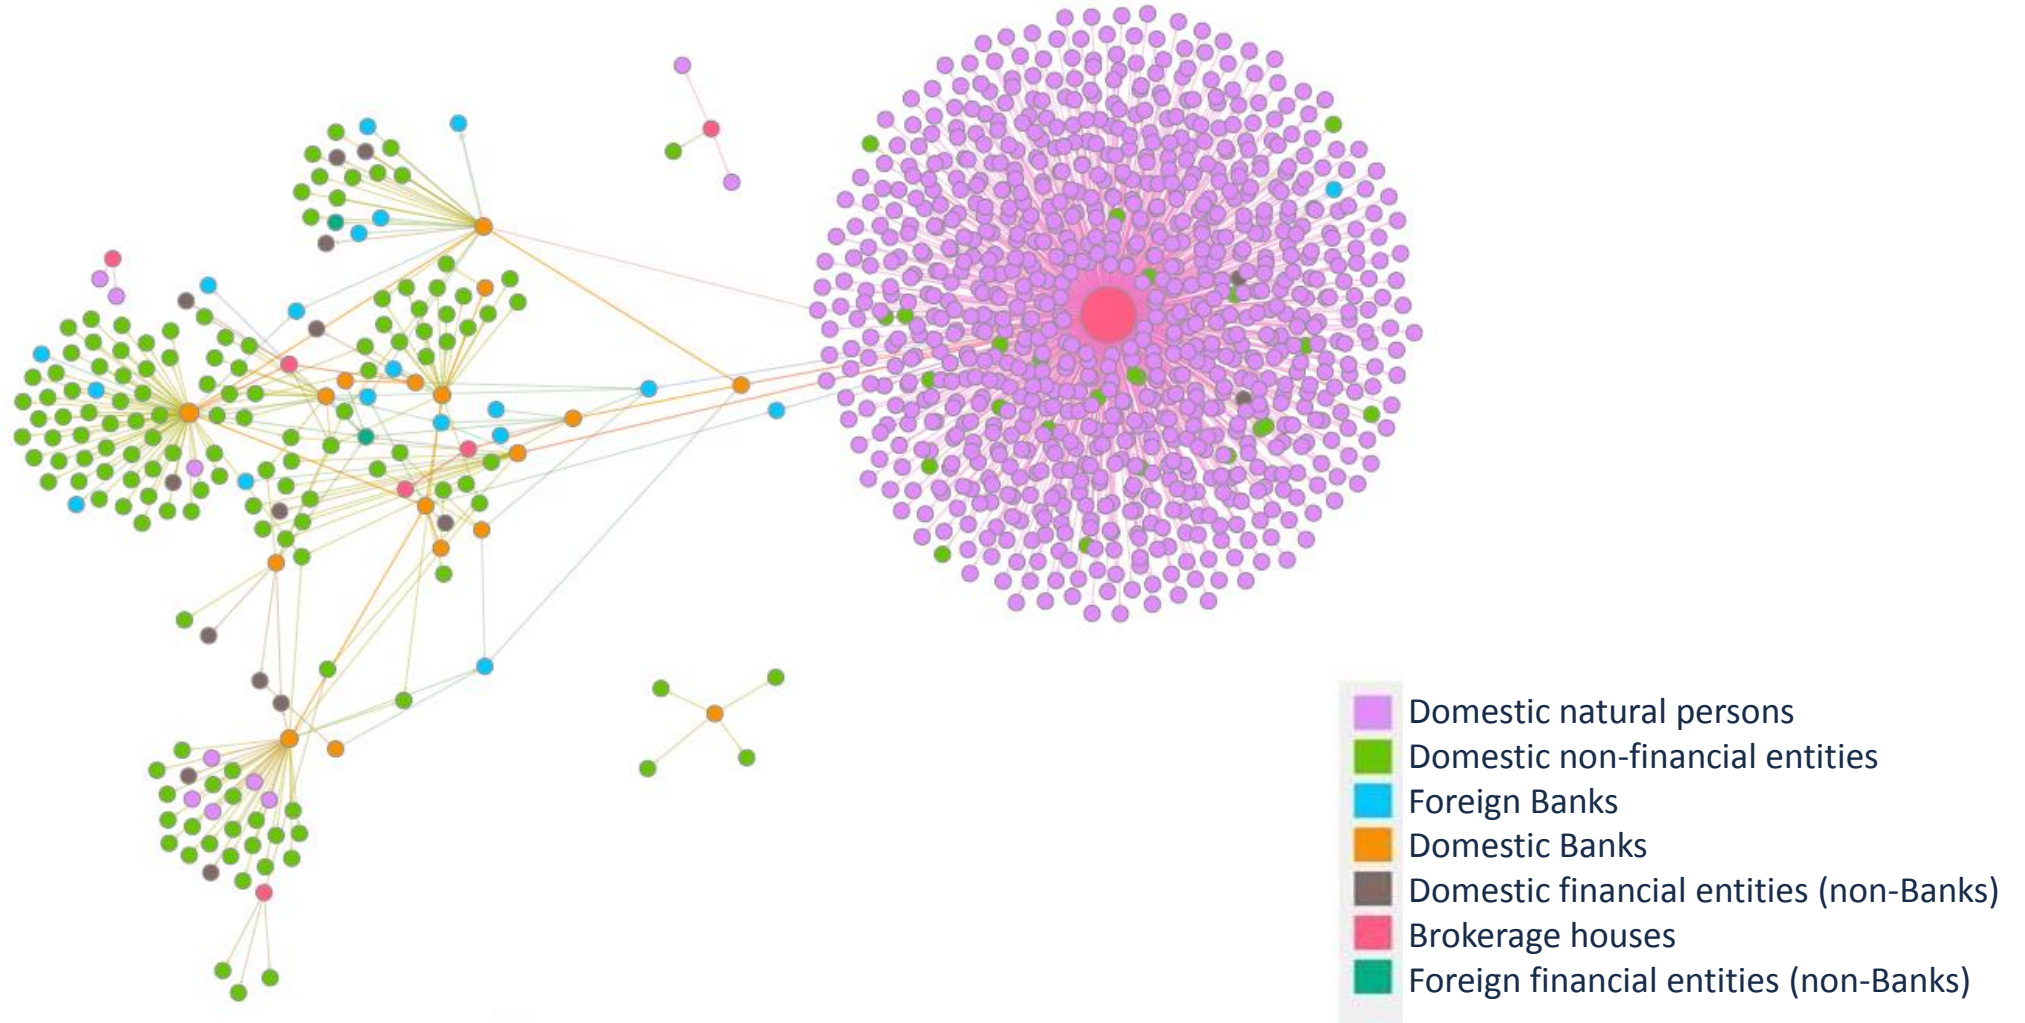 Domestic natural persons
Domestic non-financial entities
Foreign Banks
Domestic Banks
Domestic financial entities (non-Banks)
Brokerage houses
Foreign financial entities (non-Banks)